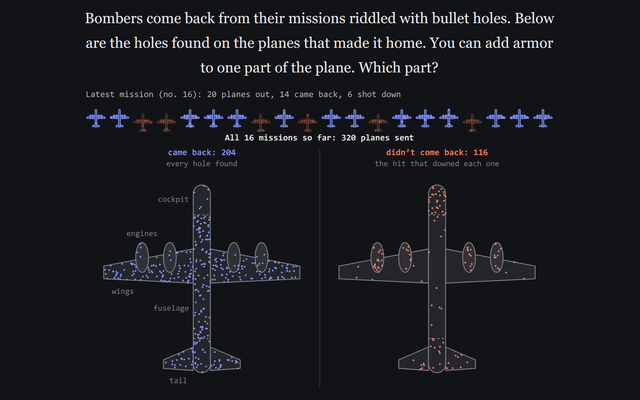 Bombers come back from their missions riddled with bullet holes. Below
are the holes found on the planes that made it home. You can add armor
to one part of the plane. Which part?
Latest mission (no. 16): 20 planes out, 14 came back, 6 shot down
All 16 missions so far: 320 planes sent
came back: 204
every hole found
didn’t come back: 116
the hit that downed each one
cockpit
engines
wings
fuselage
tail